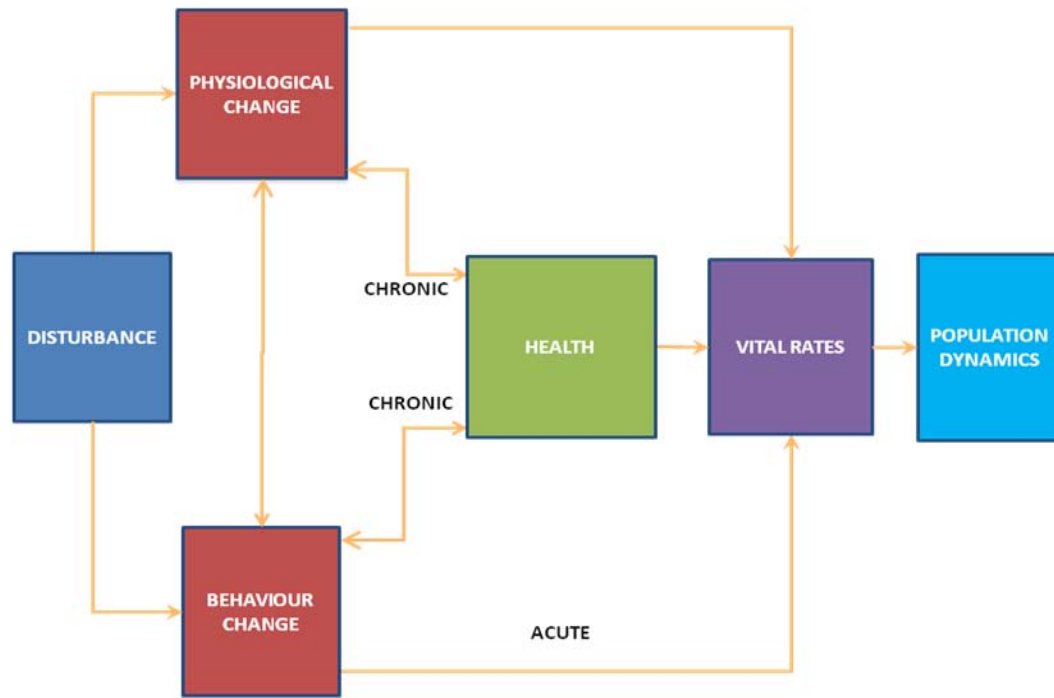 PHYSIOLOGICAL
CHANGE
DISTURBANCE
CHRONIC
HEALTH
VITAL RATES
POPULATION
DYNAMICS
CHRONIC
BEHAVIOUR
CHANGE
ACUTE